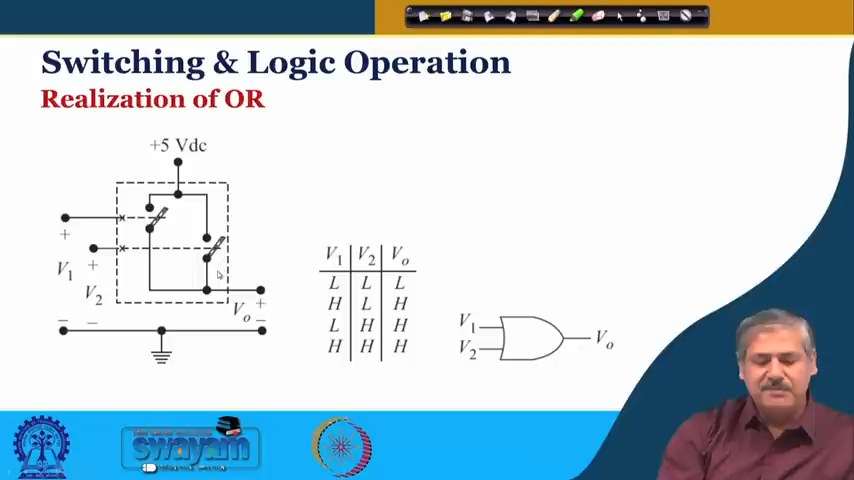 Switching & Logic Operation
Realization of OR
+5 Vdc
+
V1
+
V2
Vo
+
–
–
–
V1 V2 Vo
L L L
H L H
L H H
H H H
V1
V2
Vo
swayam